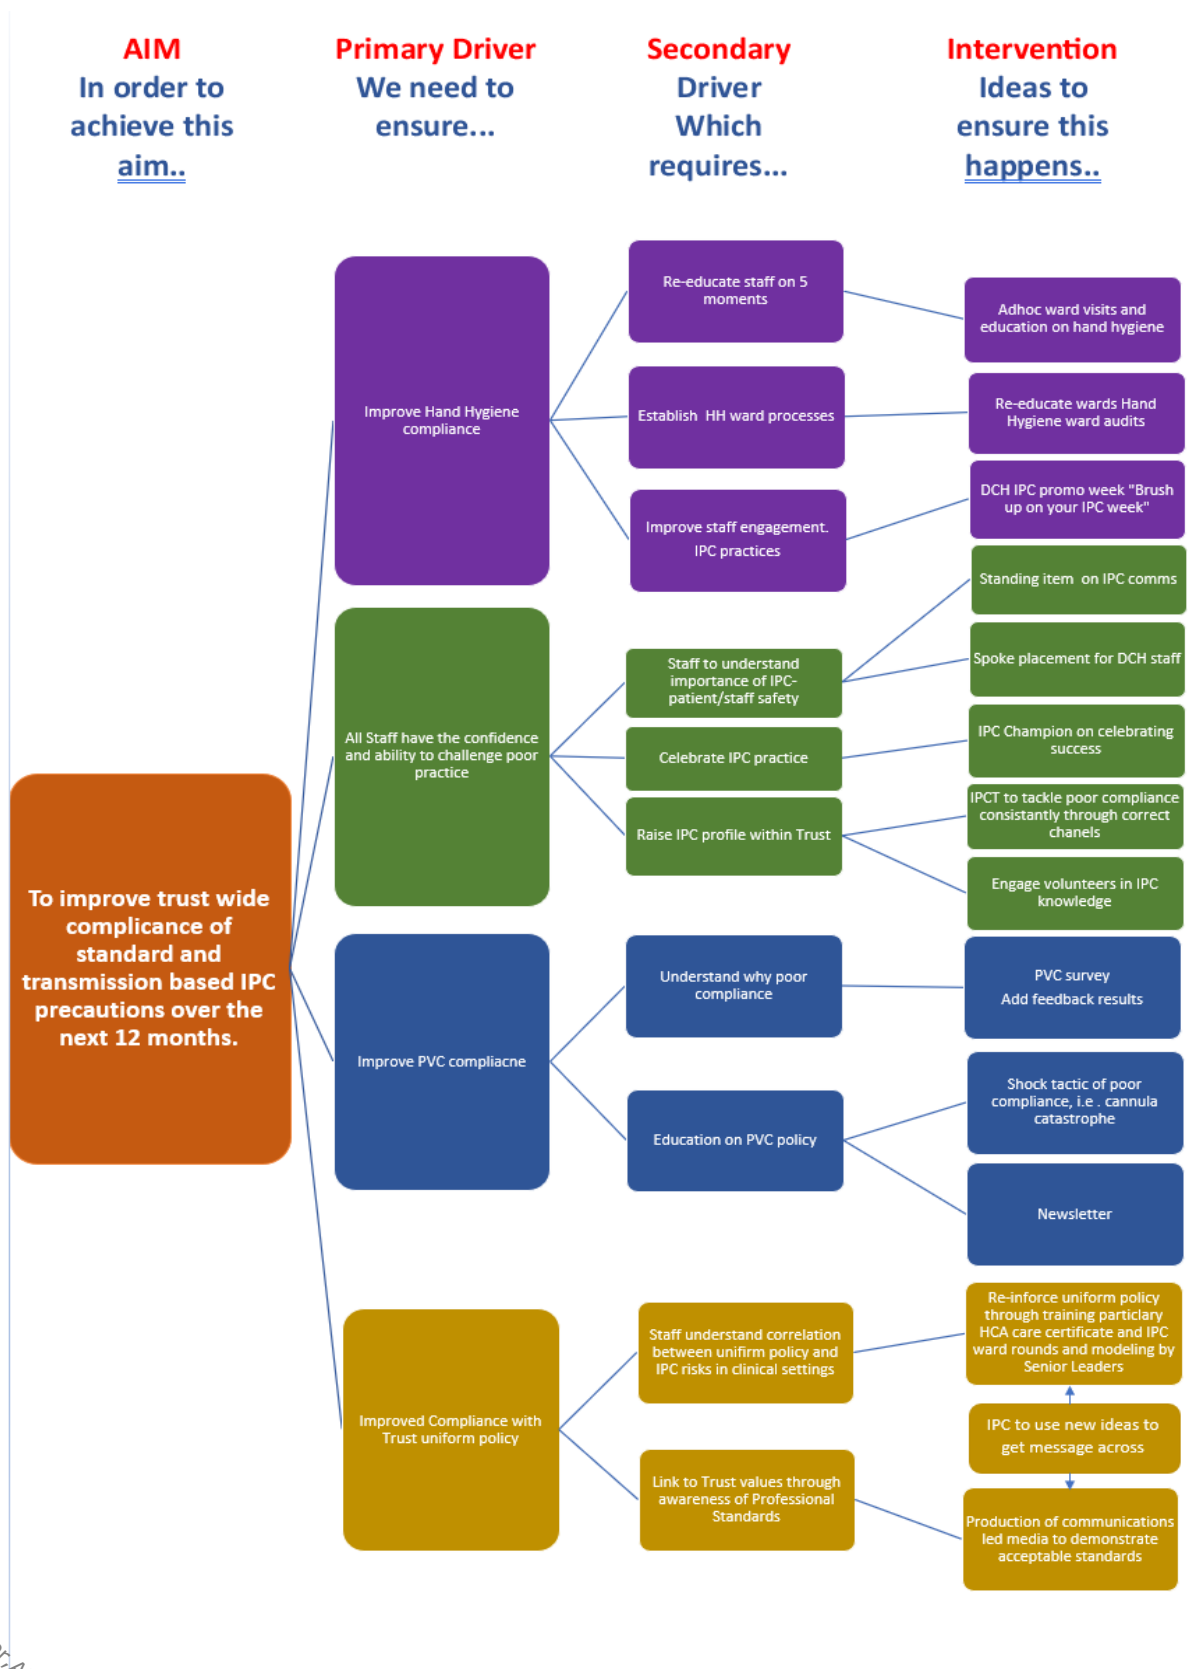 AIM
In order to
achieve this
aim..
Primary Driver
We need to
ensure...
Secondary
Driver
Which
requires...
Intervention
Ideas to
ensure this
happens..
To improve trust wide
complicance of
standard and
transmission based IPC
precautions over the
next 12 months.
Improve Hand Hygiene
compliance
Re-educate staff on 5
moments
Adhoc ward visits and
education on hand hygiene
Establish HH ward processes
Re-educate wards Hand
Hygiene ward audits
Improve staff engagement.
IPC practices
DCH IPC promo week "Brush
up on your IPC week"
All Staff have the confidence
and ability to challenge poor
practice
Staff to understand
importance of IPC-
patient/staff safety
Standing item on IPC comms
Spoke placement for DCH staff
Celebrate IPC practice
IPC Champion on celebrating
success
Raise IPC profile within Trust
IPCT to tackle poor compliance
consistantly through correct
chanels
Engage volunteers in IPC
knowledge
Improve PVC compliacne
Understand why poor
compliance
PVC survey
Add feedback results
Education on PVC policy
Shock tactic of poor
compliance, i.e . cannula
catastrophe
Newsletter
Improved Compliance with
Trust uniform policy
Staff understand correlation
between unifirm policy and
IPC risks in clinical settings
Re-inforce uniform policy
through training particlary
HCA care certificate and IPC
ward rounds and modeling by
Senior Leaders
IPC to use new ideas to
get message across
Link to Trust values through
awareness of Professional
Standards
Production of communications
led media to demonstrate
acceptable standards